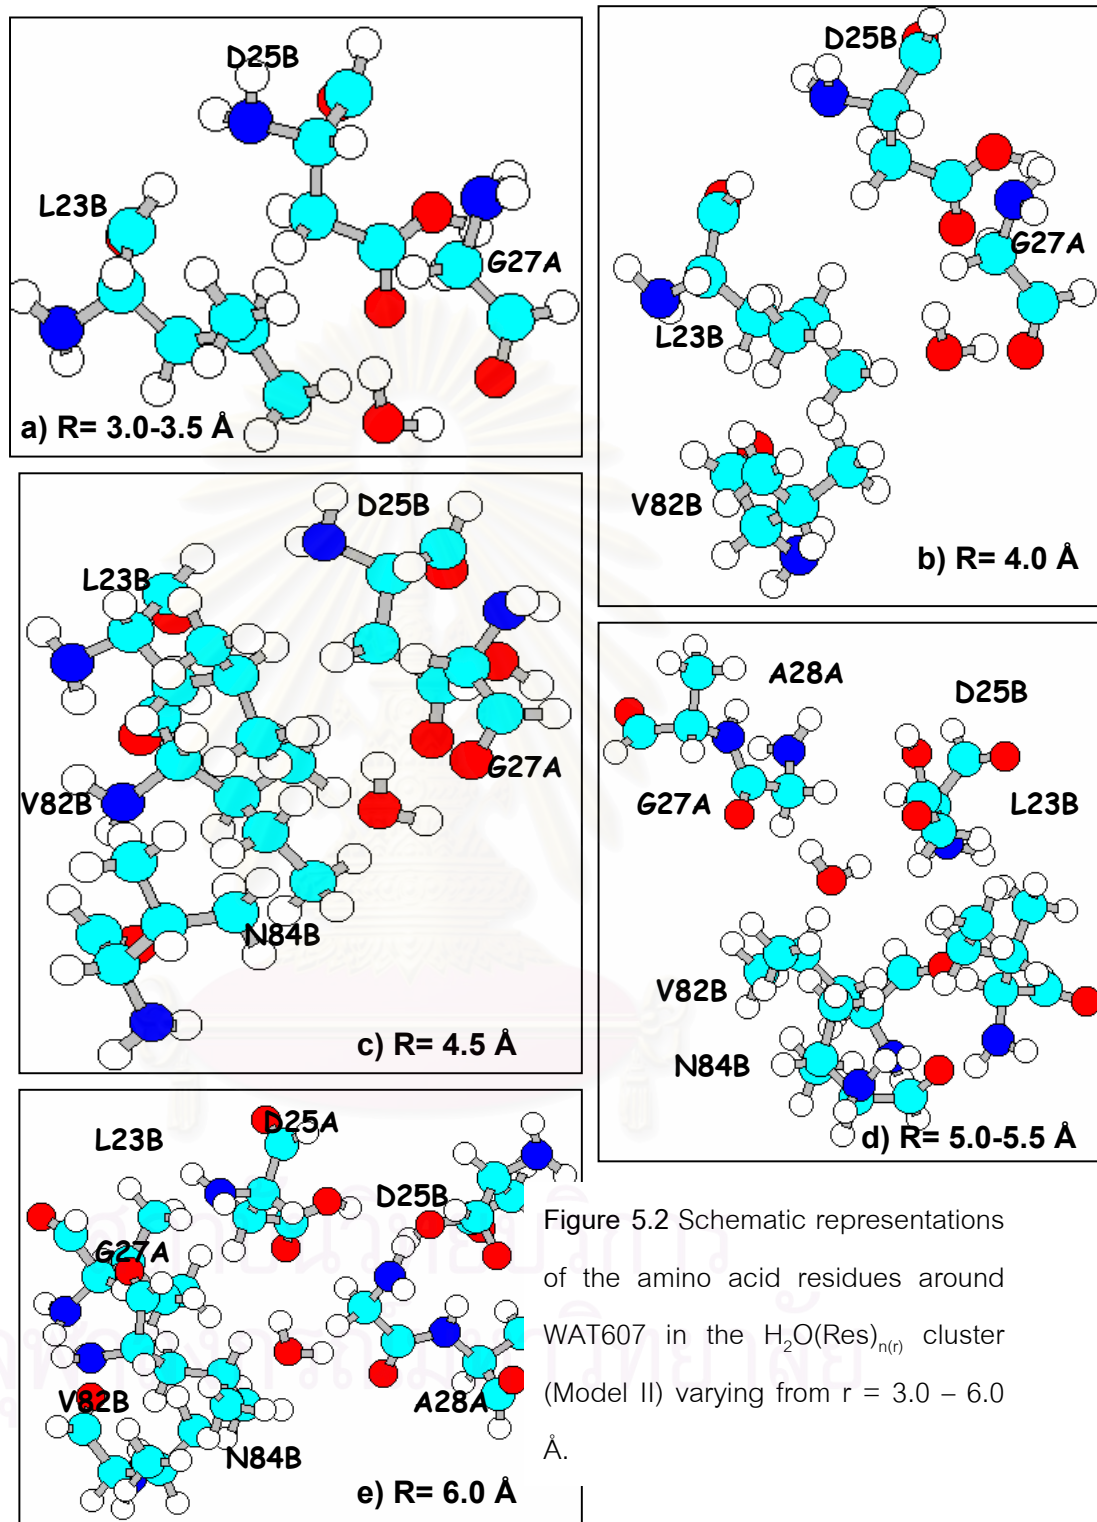 D25B
L23B
G27A
a) R= 3.0-3.5 Å
D25B
L23B
G27A
V82B
b) R= 4.0 Å
D25B
L23B
G27A
V82B
N84B
c) R= 4.5 Å
A28A
D25B
G27A
L23B
V82B
N84B
d) R= 5.0-5.5 Å
L23B
D25A
D25B
G27A
V82B
A28A
N84B
e) R= 6.0 Å
Figure 5.2 Schematic representations
of the amino acid residues around
WAT607 in the H₂O(Res)ₙ₍ᵣ₎ cluster
(Model II) varying from r = 3.0 – 6.0
Å.